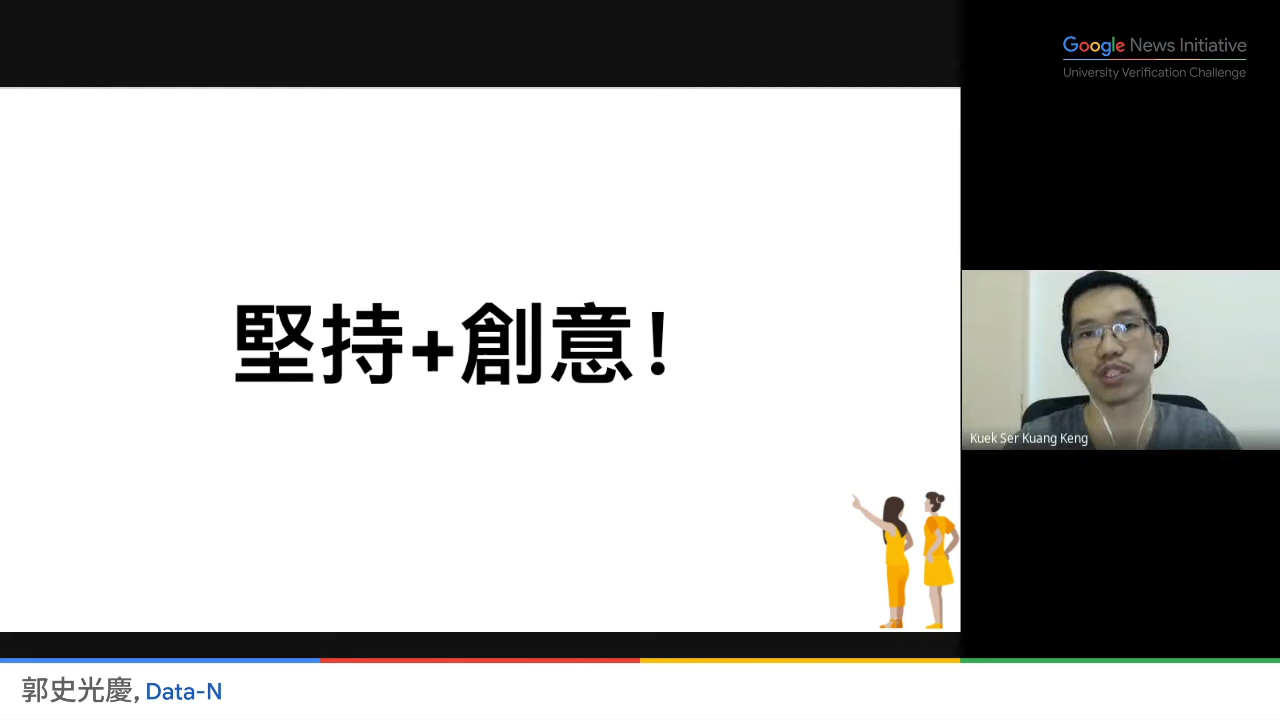 Google News Initiative
University Verification Challenge
堅持+創意!
Kuek Ser Kuang Keng
郭史光慶, Data-N